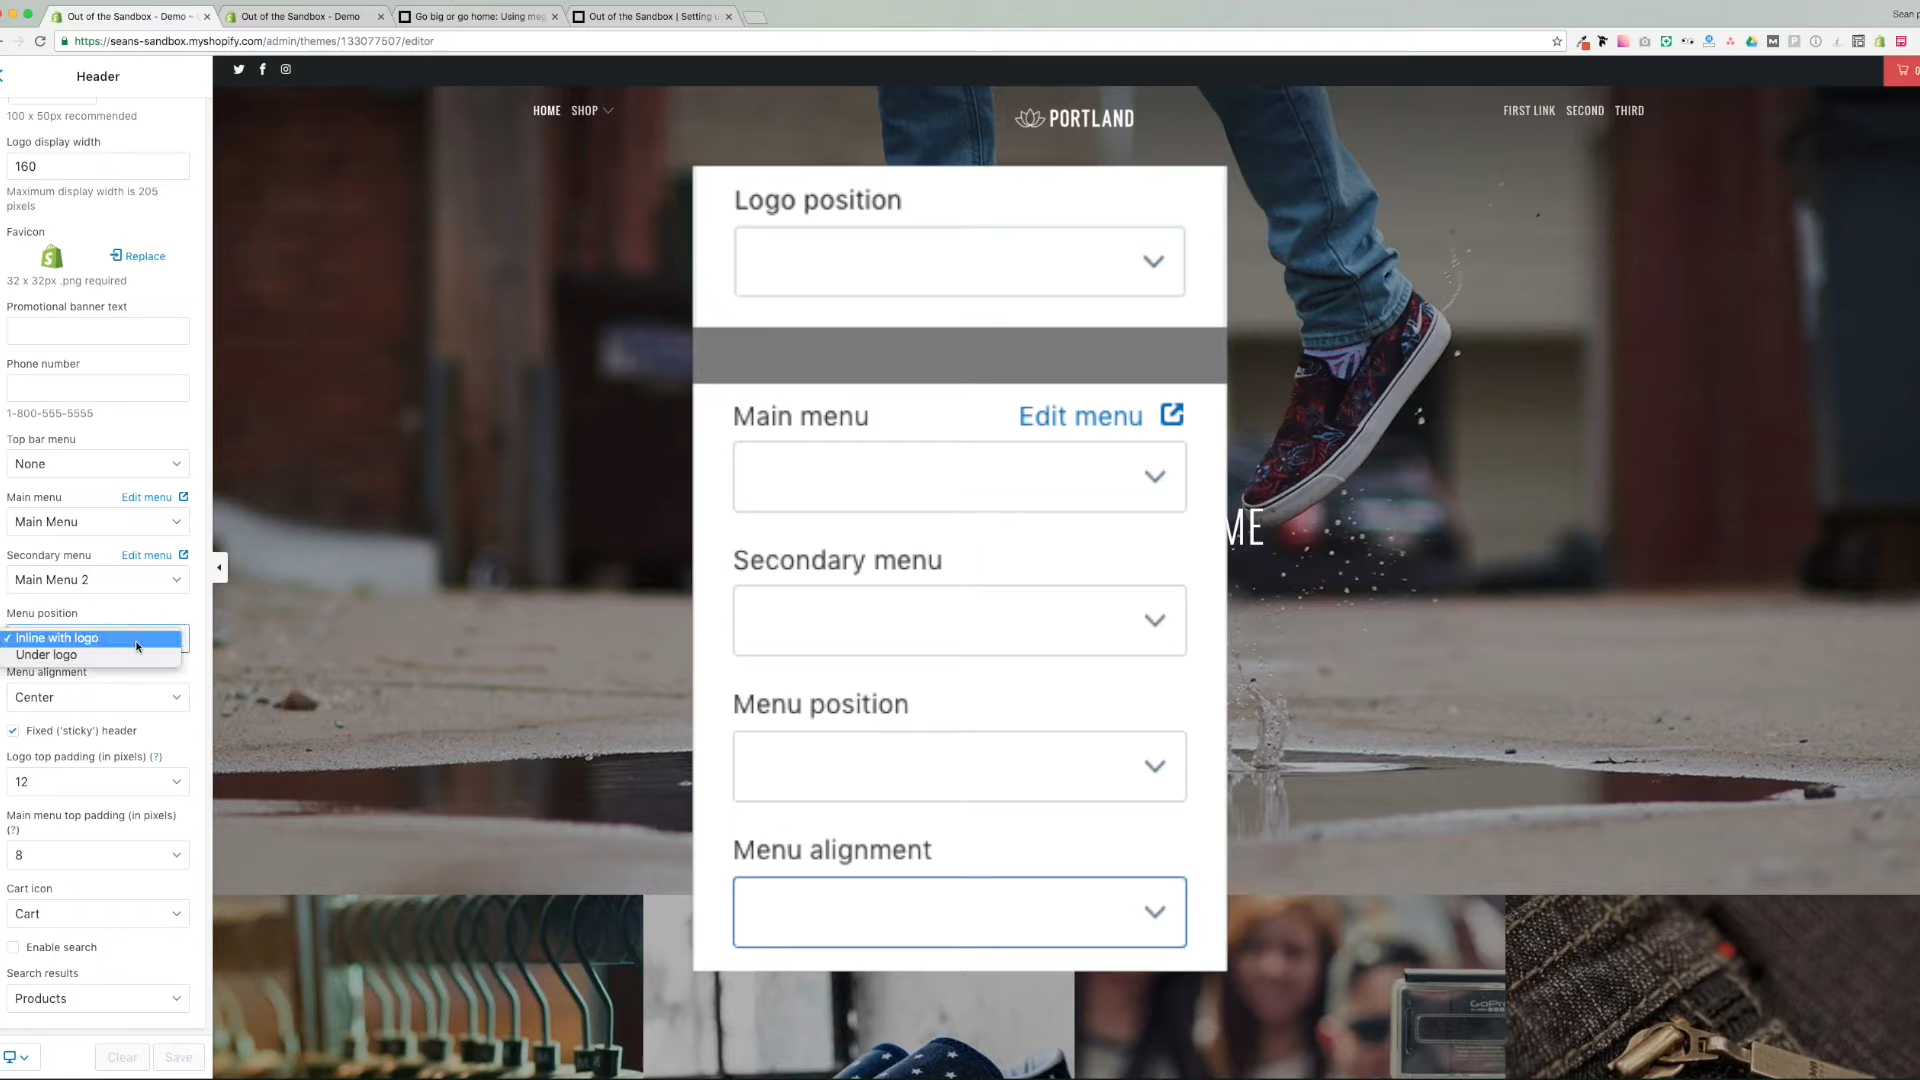 Out of the Sandbox - Demo ~
Out of the Sandbox - Demo
Go big or go home: Using meg
Out of the Sandbox | Setting u
Sean p
https://seans-sandbox.myshopify.com/admin/themes/133077507/editor
Header
100 x 50px recommended
Logo display width
160
Maximum display width is 205
pixels
Favicon
Replace
32 x 32px .png required
Promotional banner text
Phone number
1-800-555-5555
Top bar menu
None
Main menu Edit menu
Main Menu
Secondary menu Edit menu
Main Menu 2
Menu position
✓ Inline with logo
Under logo
Menu alignment
Center
Fixed ('sticky') header
Logo top padding (in pixels) (?)
12
Main menu top padding (in pixels)
(?)
8
Cart icon
Cart
Enable search
Search results
Products
Clear Save
0
HOME SHOP
PORTLAND
FIRST LINK SECOND THIRD
Logo position
Main menu Edit menu
Secondary menu
Menu position
Menu alignment
ME